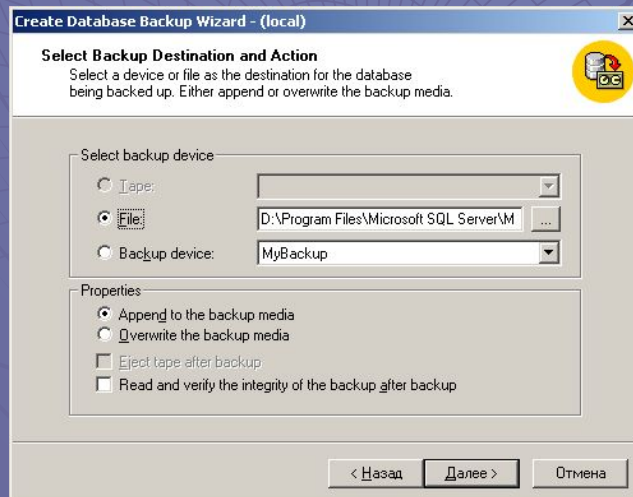 Create Database Backup Wizard - (local)
Select Backup Destination and Action
Select a device or file as the destination for the database
being backed up. Either append or overwrite the backup media.
Select backup device
Tape:
File: D:\Program Files\Microsoft SQL Server\M ...
Backup device: MyBackup
Properties
Append to the backup media
Overwrite the backup media
Eject tape after backup
Read and verify the integrity of the backup after backup
< Назад Далее > Отмена